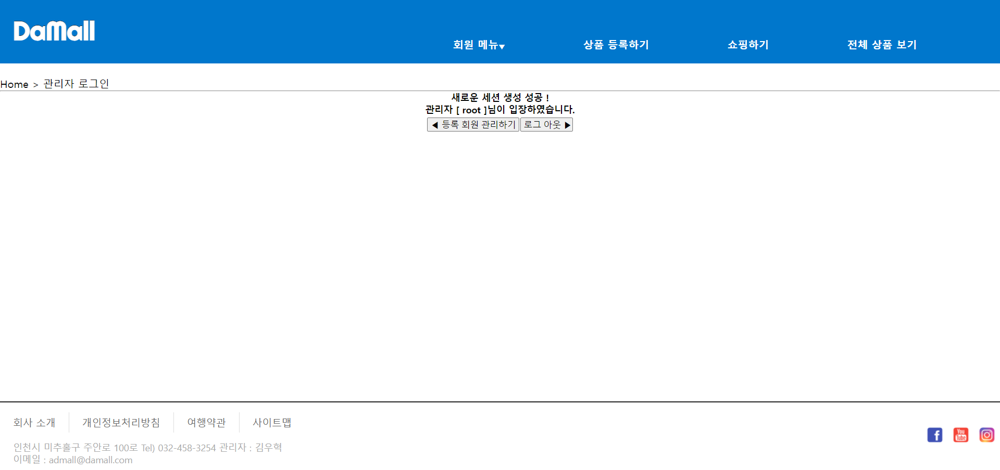 DaMall
회원 메뉴▼
상품 등록하기
쇼핑하기
전체 상품 보기
Home > 관리자 로그인
새로운 세션 생성 성공 !
관리자 [ root ]님이 입장하였습니다.
◀ 등록 회원 관리하기
로그 아웃 ▶
회사 소개
개인정보처리방침
여행약관
사이트맵
인천시 미추홀구 주안로 100로 Tel) 032-458-3254 관리자 : 김우혁
이메일 : admall@damall.com
You
Tube